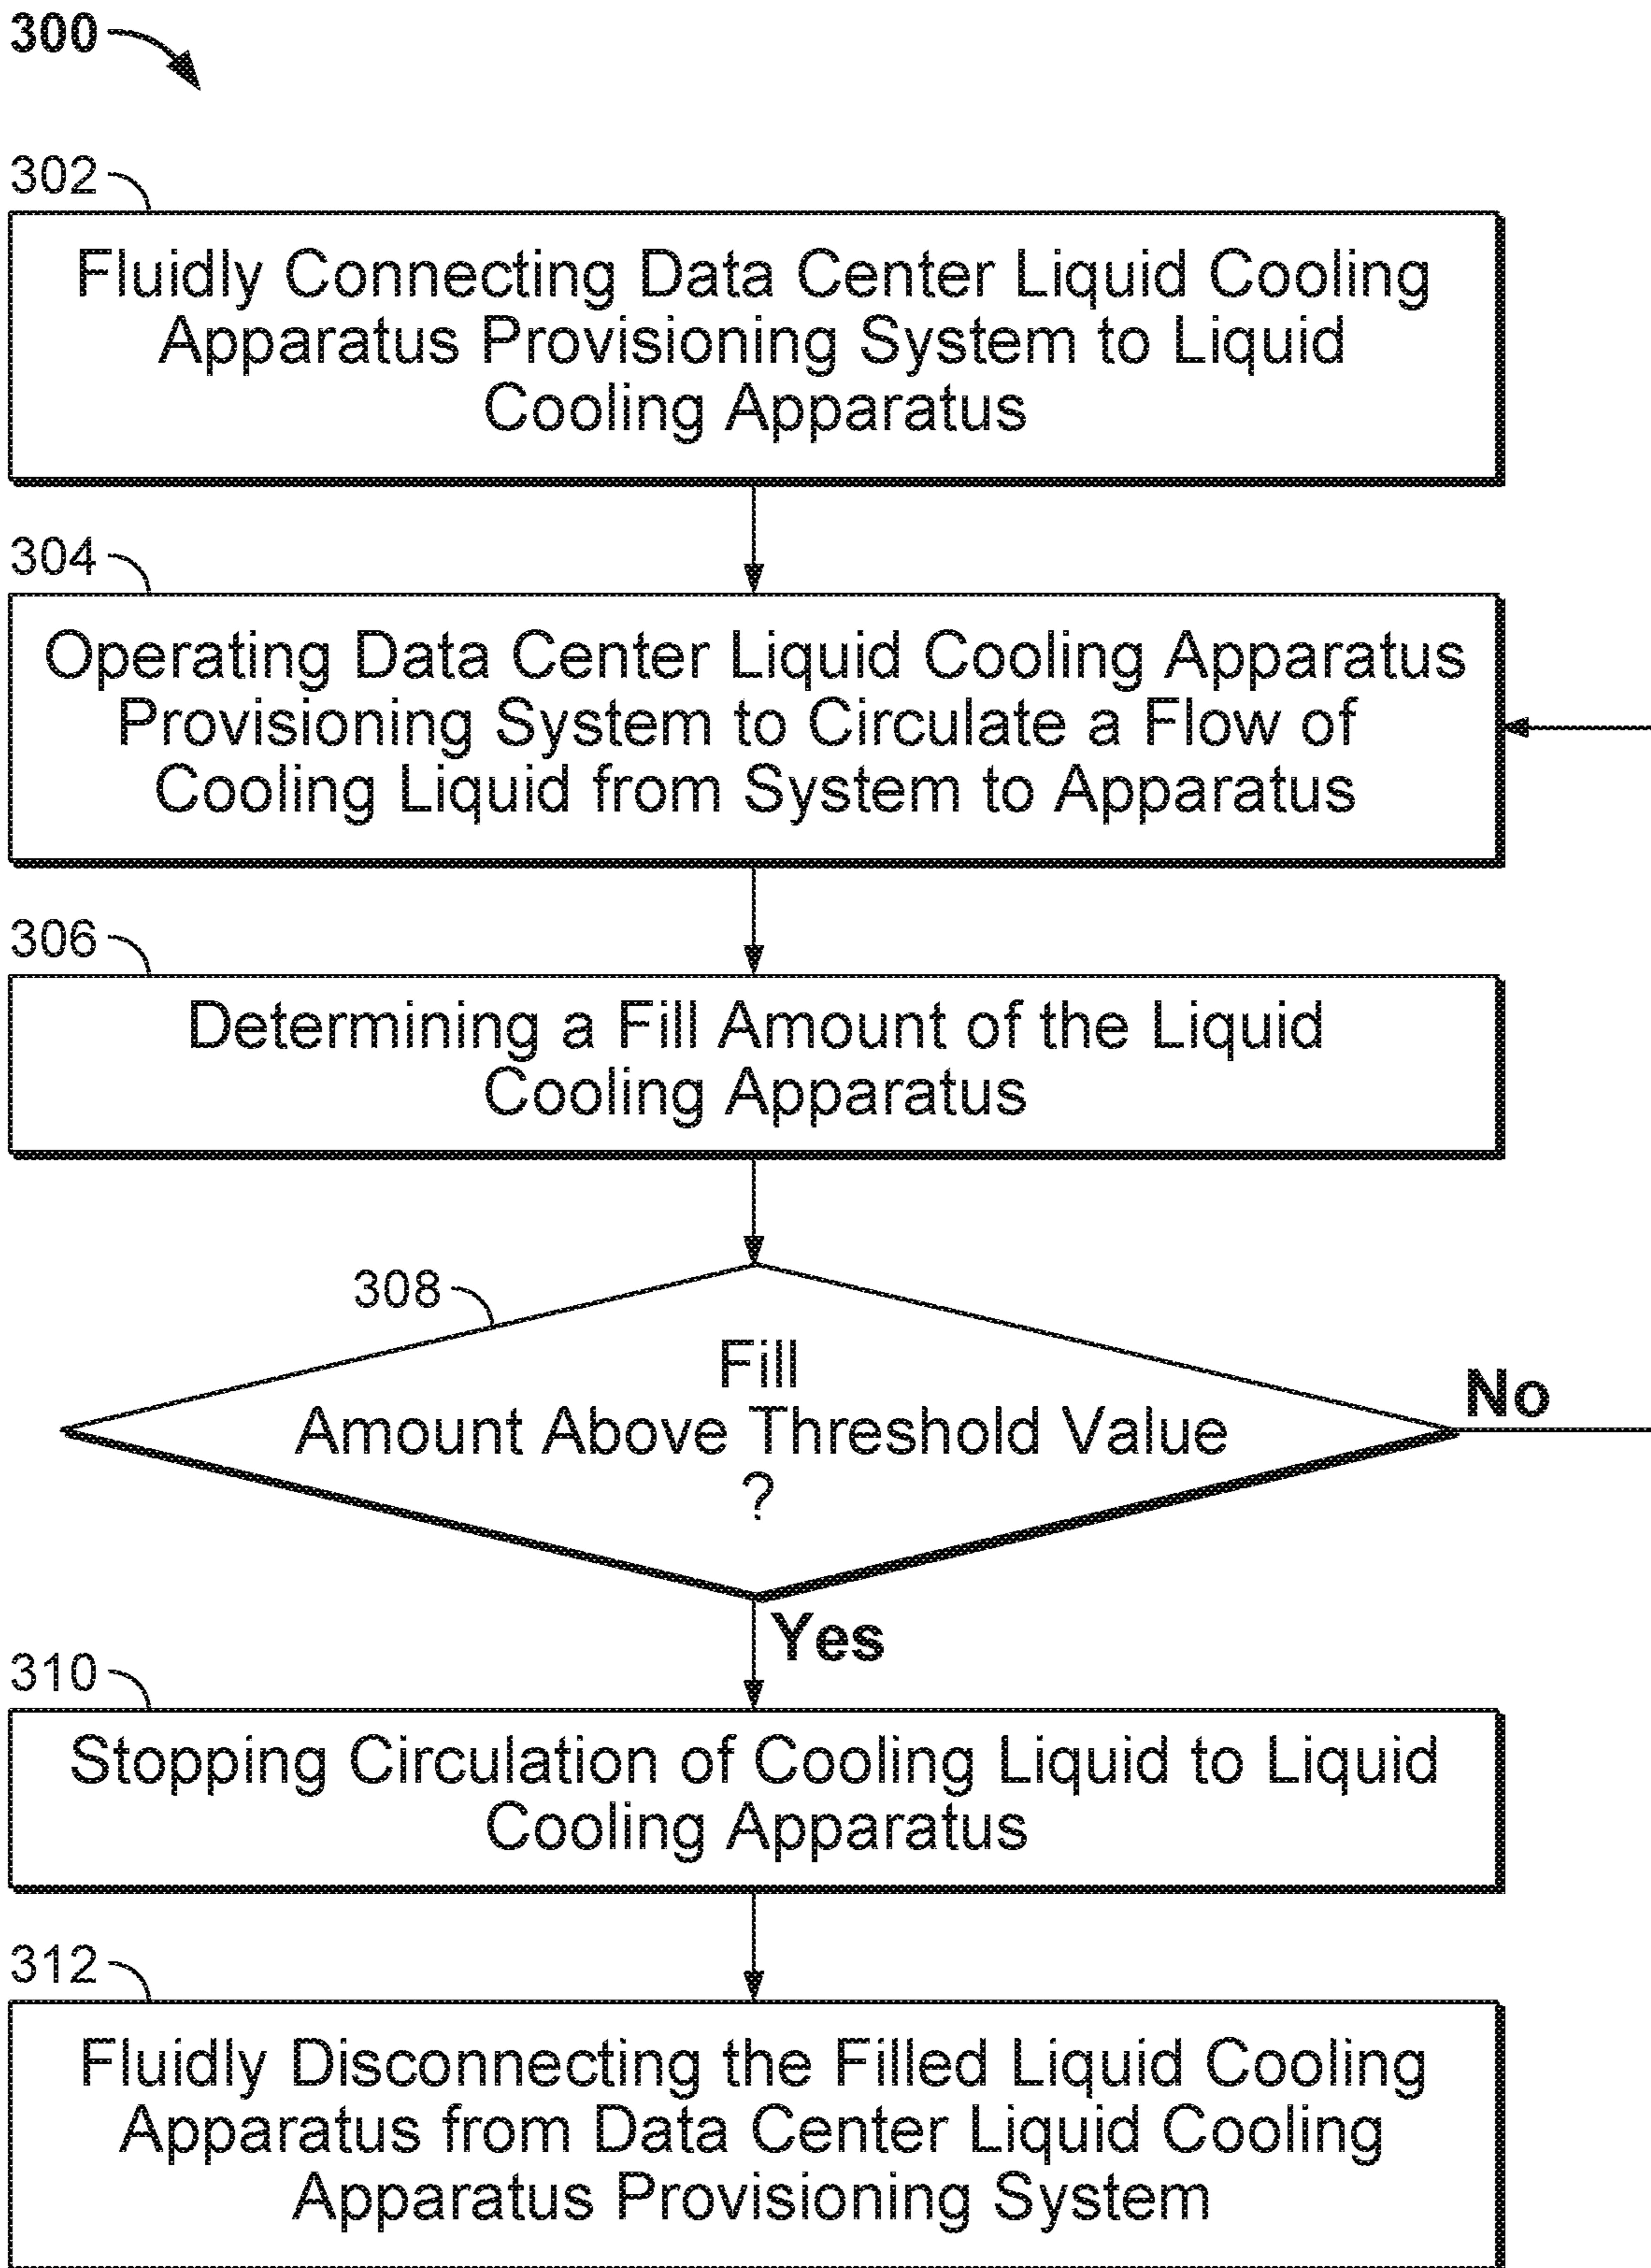 300
302
Fluidly Connecting Data Center Liquid Cooling
Apparatus Provisioning System to Liquid
Cooling Apparatus
304
Operating Data Center Liquid Cooling Apparatus
Provisioning System to Circulate a Flow of
Cooling Liquid from System to Apparatus
306
Determining a Fill Amount of the Liquid
Cooling Apparatus
308
Fill
Amount Above Threshold Value
?
No
Yes
310
Stopping Circulation of Cooling Liquid to Liquid
Cooling Apparatus
312
Fluidly Disconnecting the Filled Liquid Cooling
Apparatus from Data Center Liquid Cooling
Apparatus Provisioning System